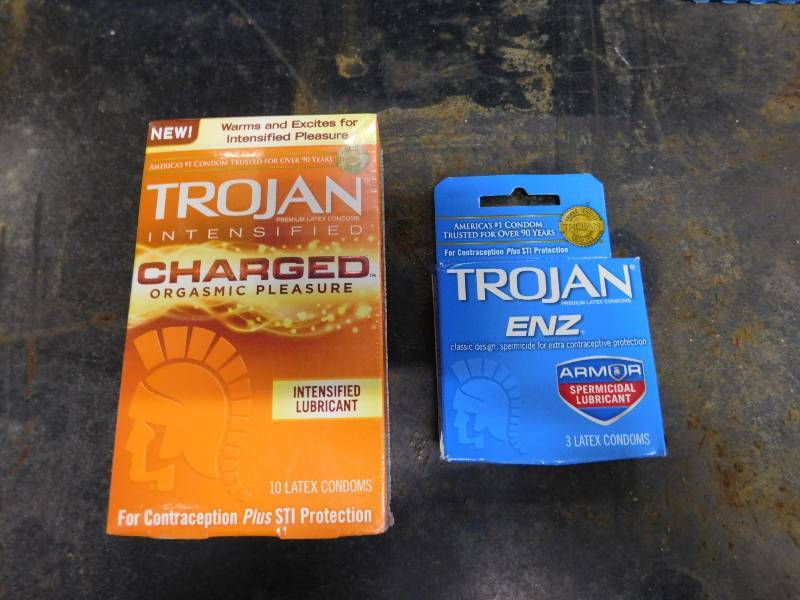 NEW!
Warms and Excites for
Intensified Pleasure
AMERICA'S #1 CONDOM TRUSTED FOR OVER 90 YEARS
TROJAN
PREMIUM LATEX CONDOMS
INTENSIFIED
CHARGED™
ORGASMIC PLEASURE
INTENSIFIED
LUBRICANT
10 LATEX CONDOMS
For Contraception Plus STI Protection
AMERICA'S #1 CONDOM
TRUSTED FOR OVER 90 YEARS
TROJAN
For Contraception Plus STI Protection
TROJAN®
PREMIUM LATEX CONDOMS
ENZ®
classic design, spermicide for extra contraceptive protection
ARMOR
SPERMICIDAL
LUBRICANT
3 LATEX CONDOMS